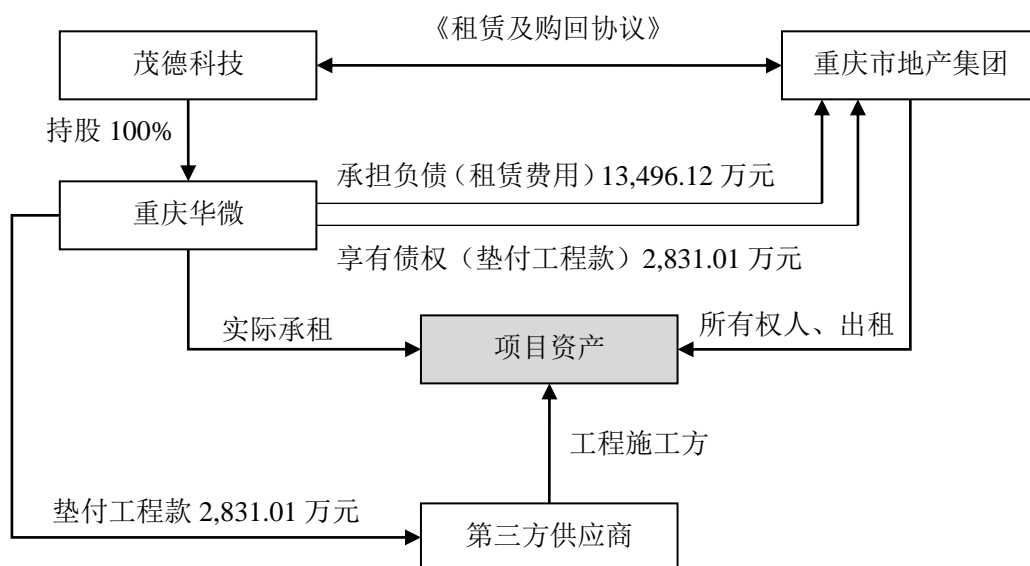 《租赁及购回协议》
茂德科技
重庆市地产集团
持股 100%
承担负债（租赁费用）13,496.12 万元
重庆华微
享有债权（垫付工程款）2,831.01 万元
实际承租
项目资产
所有权人、出租
工程施工方
垫付工程款 2,831.01 万元
第三方供应商